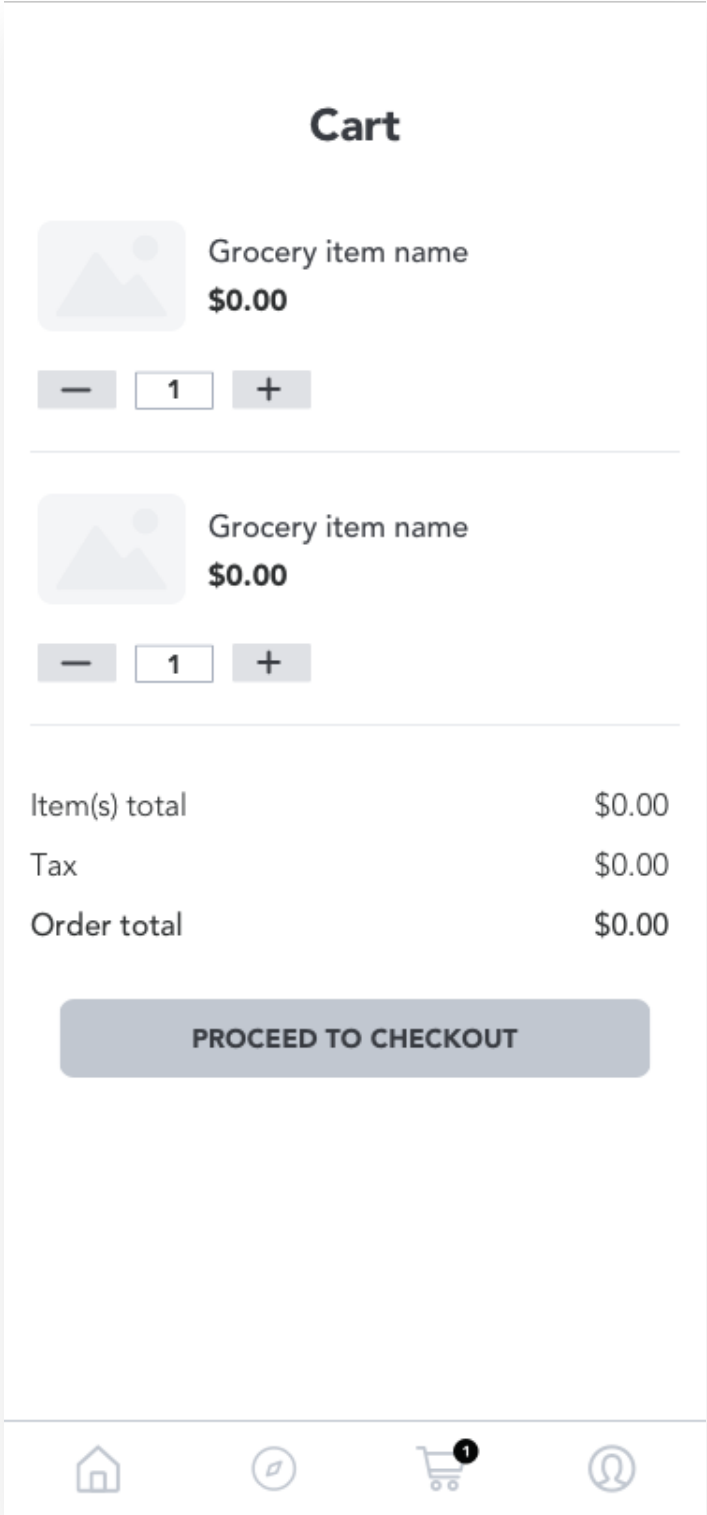 Cart
Grocery item name
$0.00
— 1 +
Grocery item name
$0.00
— 1 +
Item(s) total $0.00
Tax $0.00
Order total $0.00
PROCEED TO CHECKOUT
1